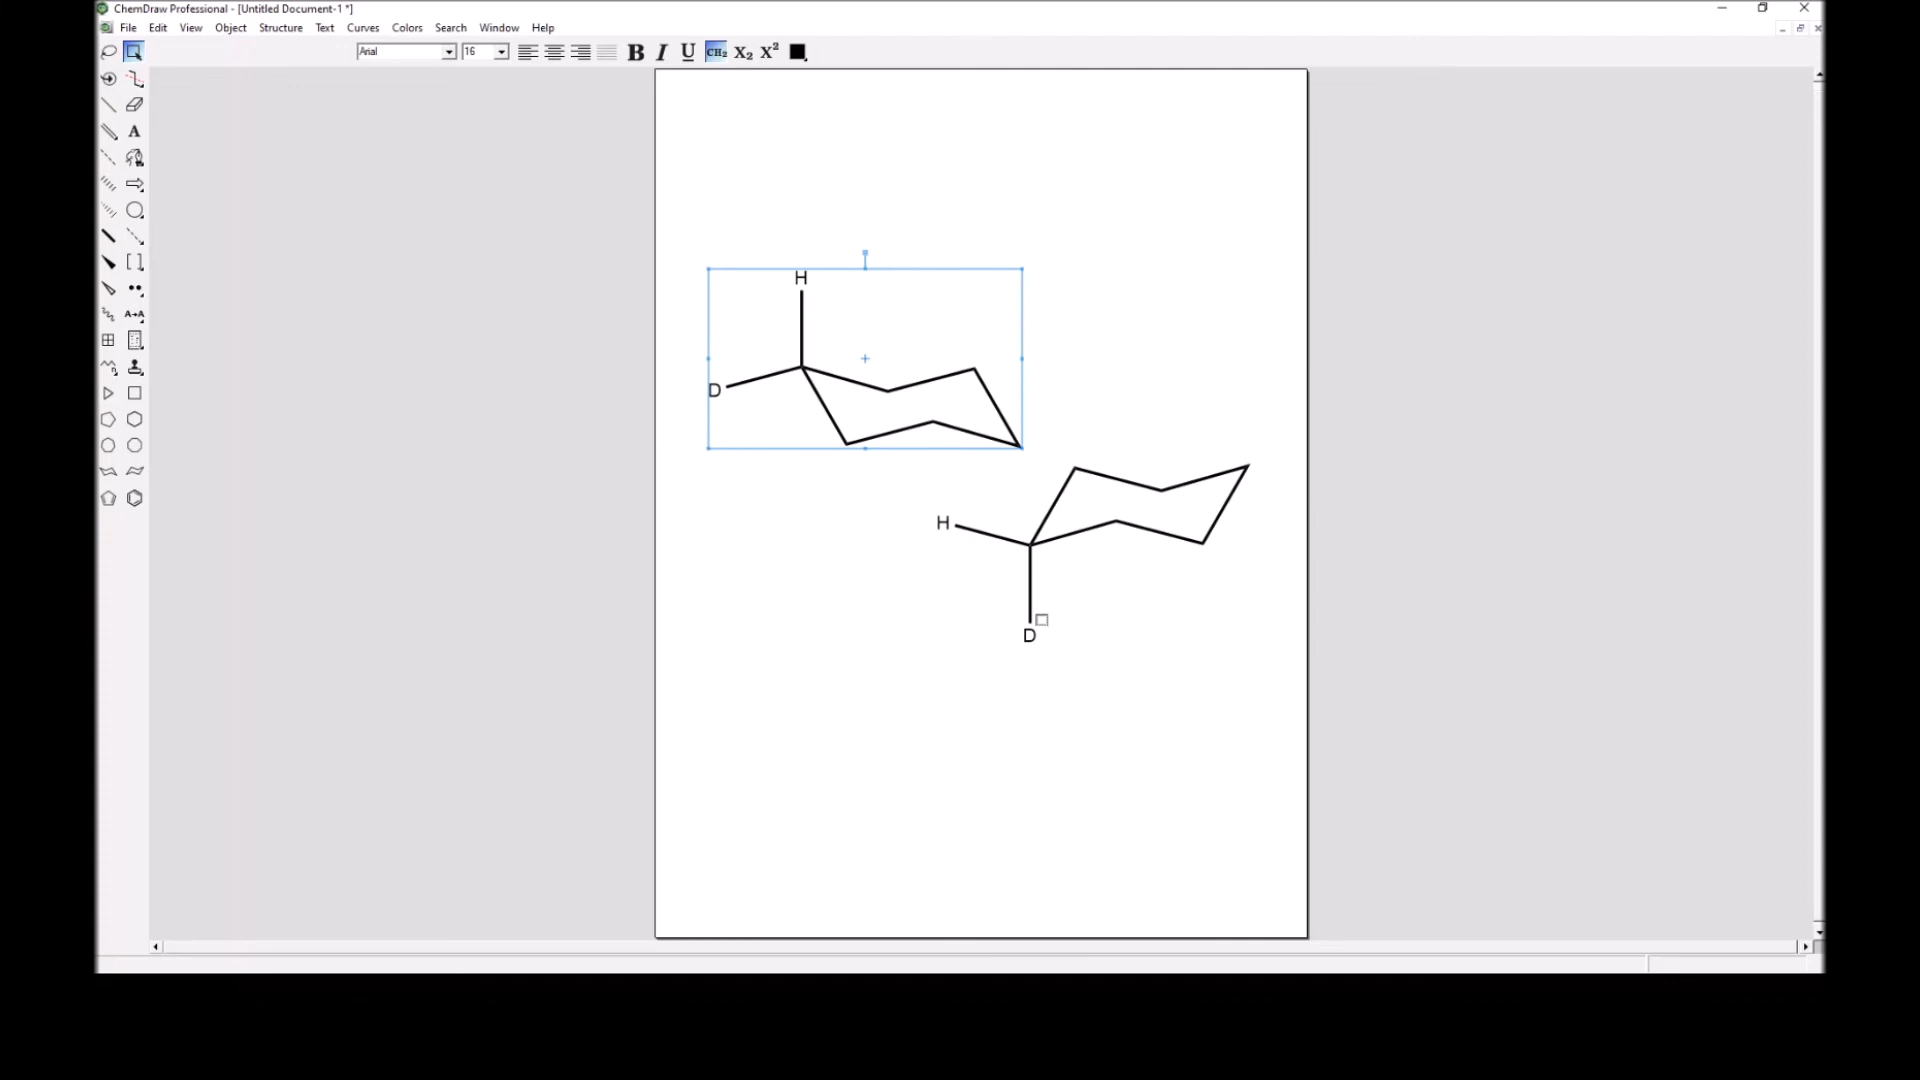 ChemDraw Professional - [Untitled Document-1 *]
File Edit View Object Structure Text Curves Colors Search Window Help
Arial 16 B I U CH₂ X₂ X²
A
A→A
H
D
H
D